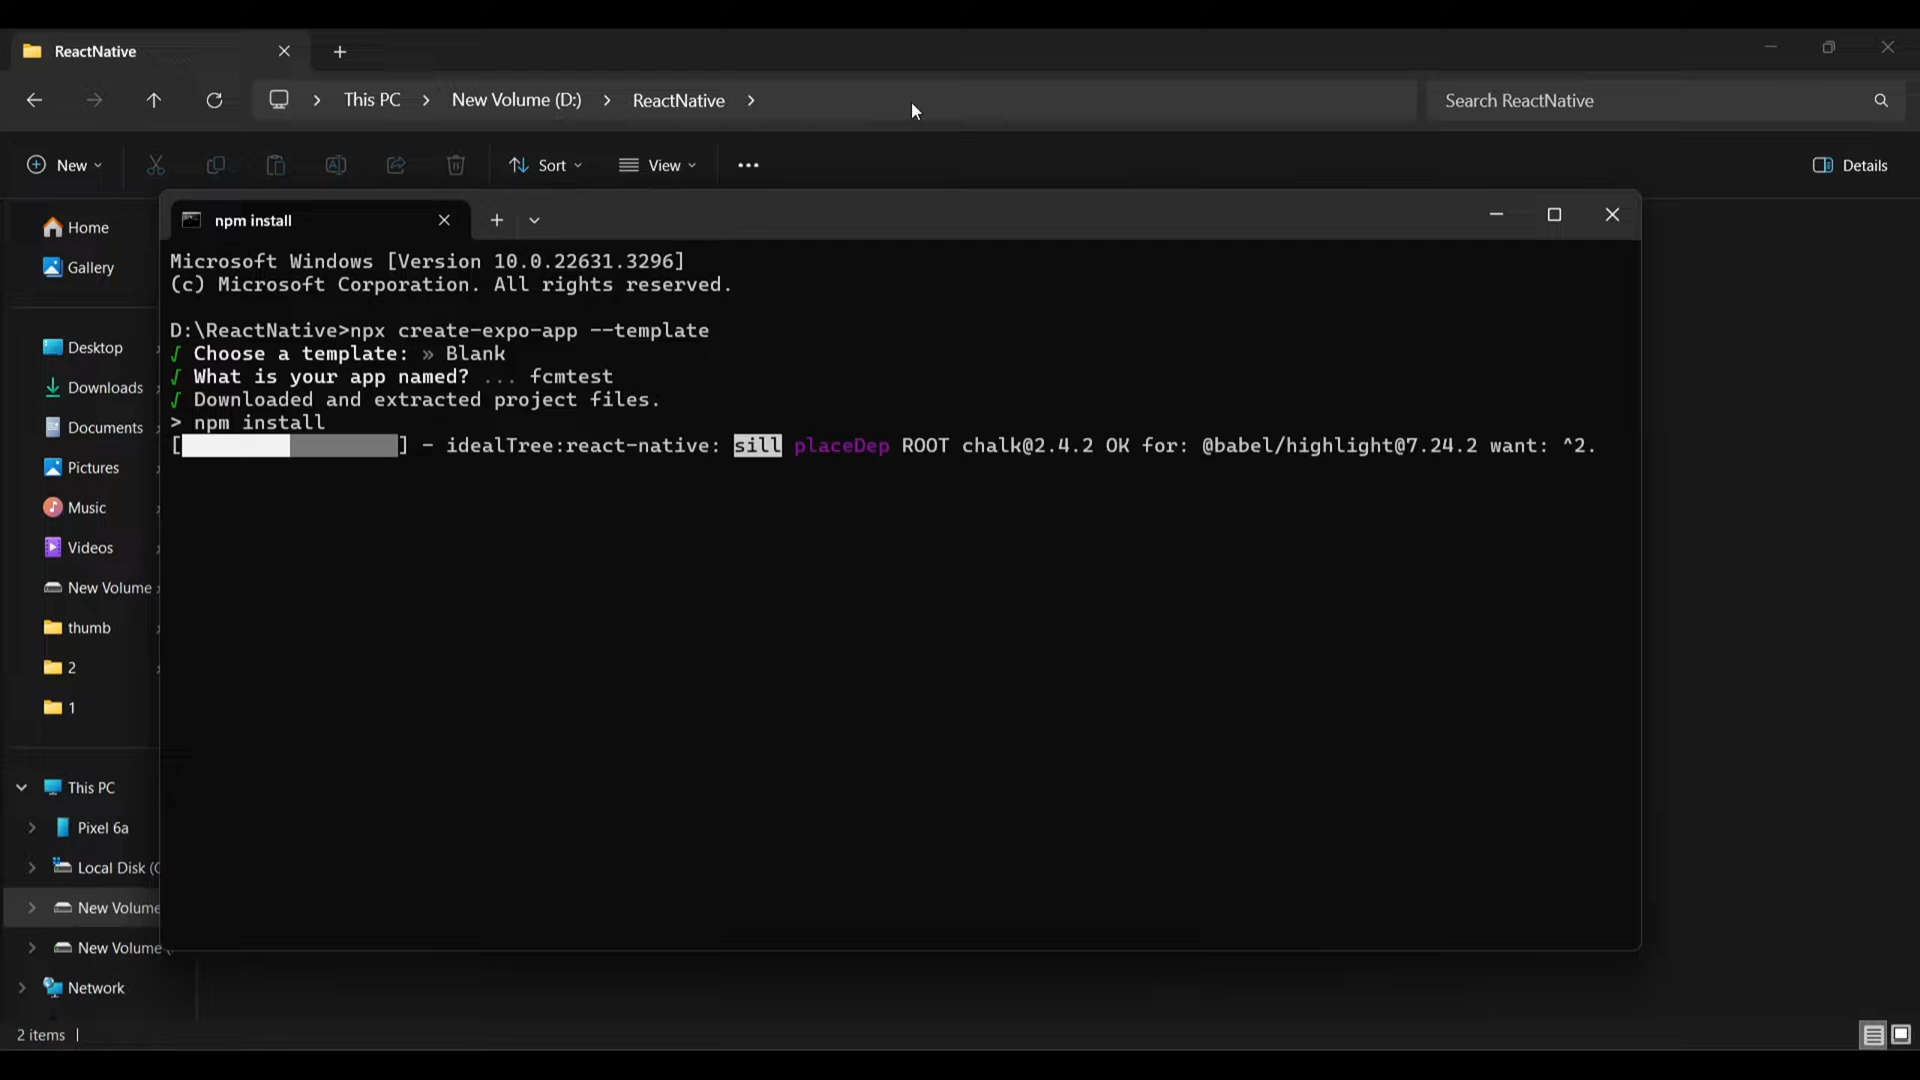 ReactNative
This PC > New Volume (D:) > ReactNative >
Search ReactNative
New
Sort
View
Details
npm install
Home
Gallery
Desktop
Downloads
Documents
Pictures
Music
Videos
New Volume
thumb
2
1
This PC
Pixel 6a
Local Disk (
New Volume
New Volume
Network
2 items
Microsoft Windows [Version 10.0.22631.3296]
(c) Microsoft Corporation. All rights reserved.
D:\ReactNative>npx create-expo-app --template
√ Choose a template: » Blank
√ What is your app named? ... fcmtest
√ Downloaded and extracted project files.
> npm install
[] - idealTree:react-native: sill placeDep ROOT chalk@2.4.2 OK for: @babel/highlight@7.24.2 want: ^2.